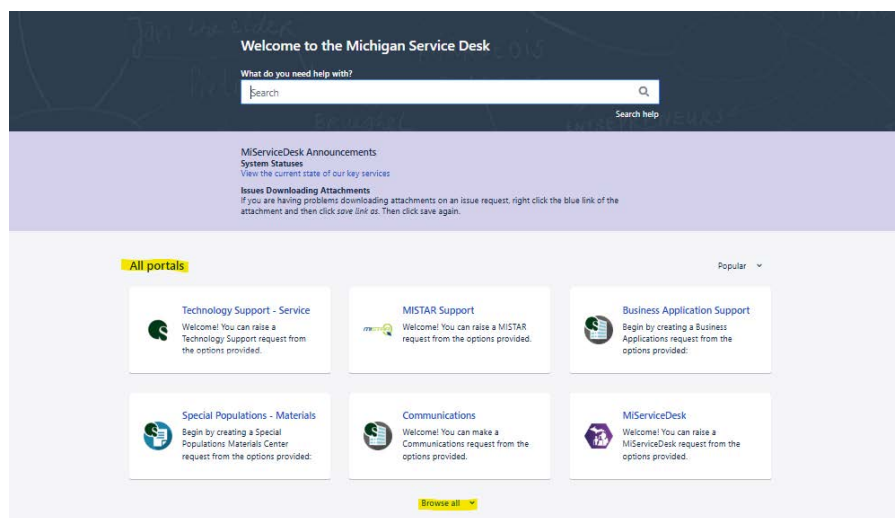 Welcome to the Michigan Service Desk
What do you need help with?
Search
Search help
MiServiceDesk Announcements
System Statuses
View the current state of our key services
Issues Downloading Attachments
If you are having problems downloading attachments on an issue request, right click the blue link of the
attachment and then click save link as. Then click save again.
All portals
Popular
Technology Support - Service
Welcome! You can raise a
Technology Support request from
the options provided.
MISTAR Support
Welcome! You can raise a MISTAR
request from the options provided.
Business Application Support
Begin by creating a Business
Applications request from the
options provided:
Special Populations - Materials
Begin by creating a Special
Populations Materials Center
request from the options provided:
Communications
Welcome! You can make a
Communications request from the
options provided.
MiServiceDesk
Welcome! You can raise a
MiServiceDesk request from the
options provided.
Browse all